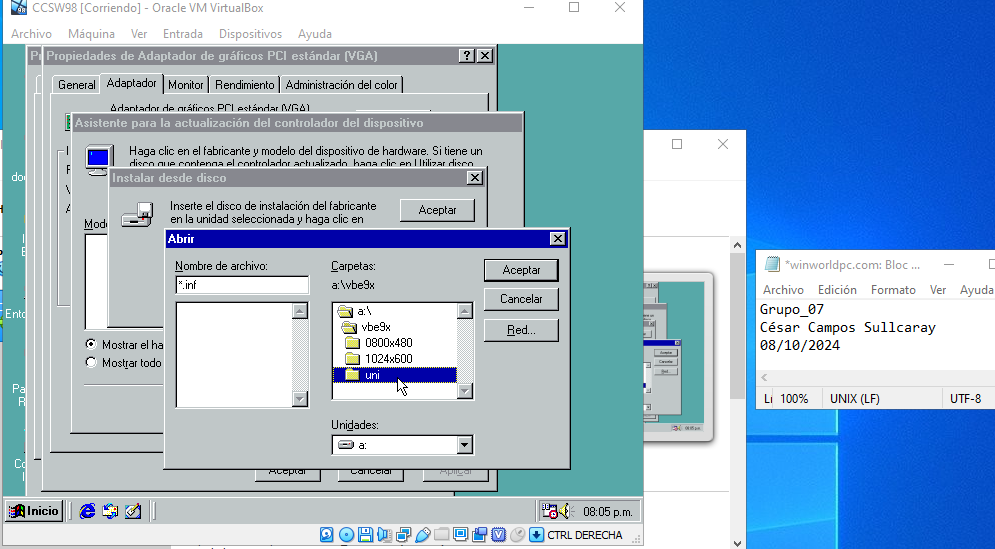 CCSW98 [Corriendo] - Oracle VM VirtualBox
Archivo Máquina Ver Entrada Dispositivos Ayuda
Propiedades de Adaptador de gráficos PCI estándar (VGA)
General Adaptador Monitor Rendimiento Administración del color
Adaptador de gráficos PCI estándar (VGA)
Asistente para la actualización del controlador del dispositivo
Haga clic en el fabricante y modelo del dispositivo de hardware. Si tiene un
disco que contenga el controlador actualizado, haga clic en Utilizar disco
Instalar desde disco
Inserte el disco de instalación del fabricante
en la unidad seleccionada y haga clic en
Aceptar
Abrir
Nombre de archivo:
*.inf
Carpetas:
a:\vbe9x
a:\
vbe9x
0800x480
1024x600
uni
Unidades:
a:
Aceptar
Cancelar
Red...
Mostrar el ha
Mostrar todo
Aceptar Cancelar Aplicar
Inicio
08:05 p.m.
CTRL DERECHA
*winworldpc.com: Bloc ...
Archivo Edición Formato Ver Ayuda
Grupo_07
César Campos Sullcaray
08/10/2024
100% UNIX (LF) UTF-8